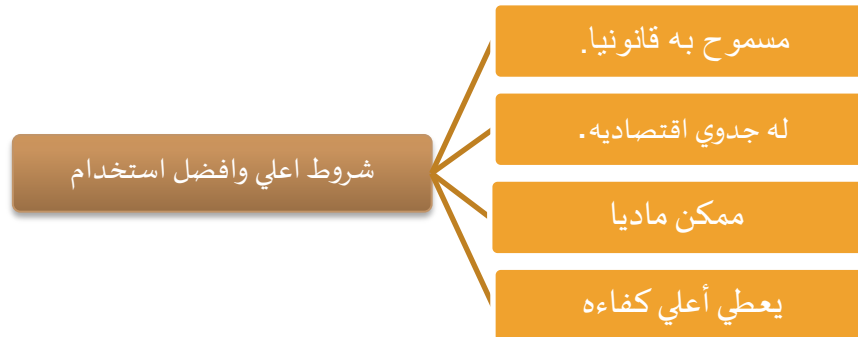 شروط اعلي وافضل استخدام
مسموح به قانونيا.
له جدوي اقتصاديه.
ممكن ماديا
يعطي أعلي كفاءه